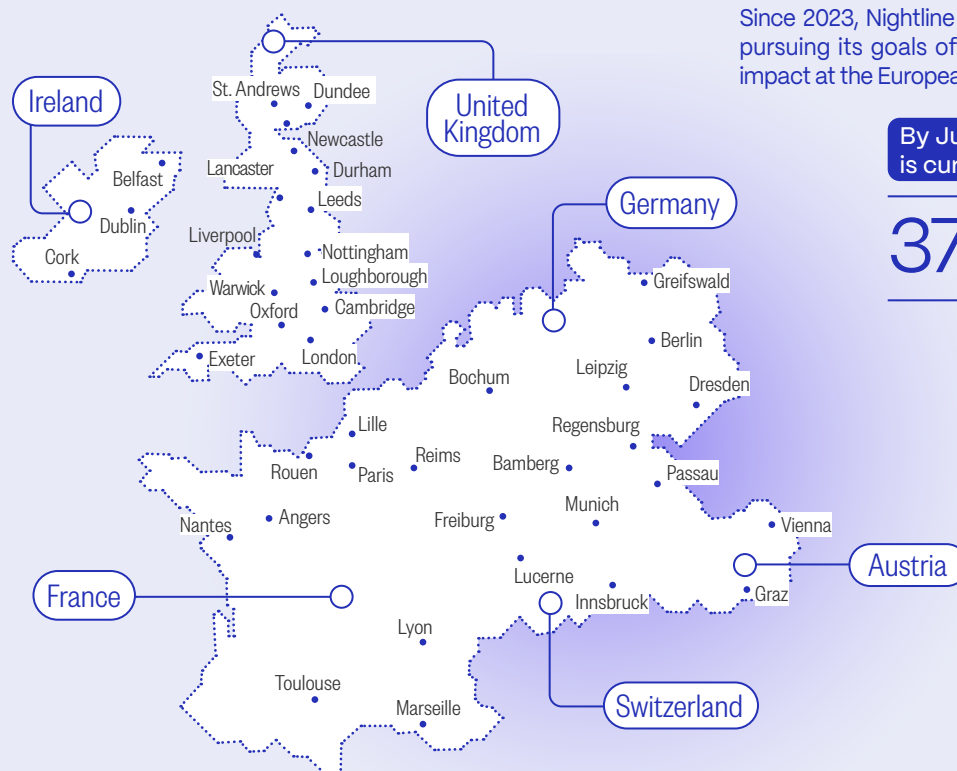 Since 2023, Nightline
pursuing its goals of
impact at the Europea
By Ju
is cur
37
Ireland
United
Kingdom
St. Andrews
Dundee
Newcastle
Lancaster
Durham
Belfast
Leeds
Dublin
Liverpool
Nottingham
Cork
Loughborough
Warwick
Oxford
Cambridge
Exeter
London
Germany
Greifswald
Berlin
Leipzig
Bochum
Dresden
Lille
Regensburg
Rouen
Paris
Reims
Bamberg
Passau
Nantes
Angers
Freiburg
Munich
Vienna
Lucerne
Austria
France
Innsbruck
Graz
Lyon
Toulouse
Marseille
Switzerland